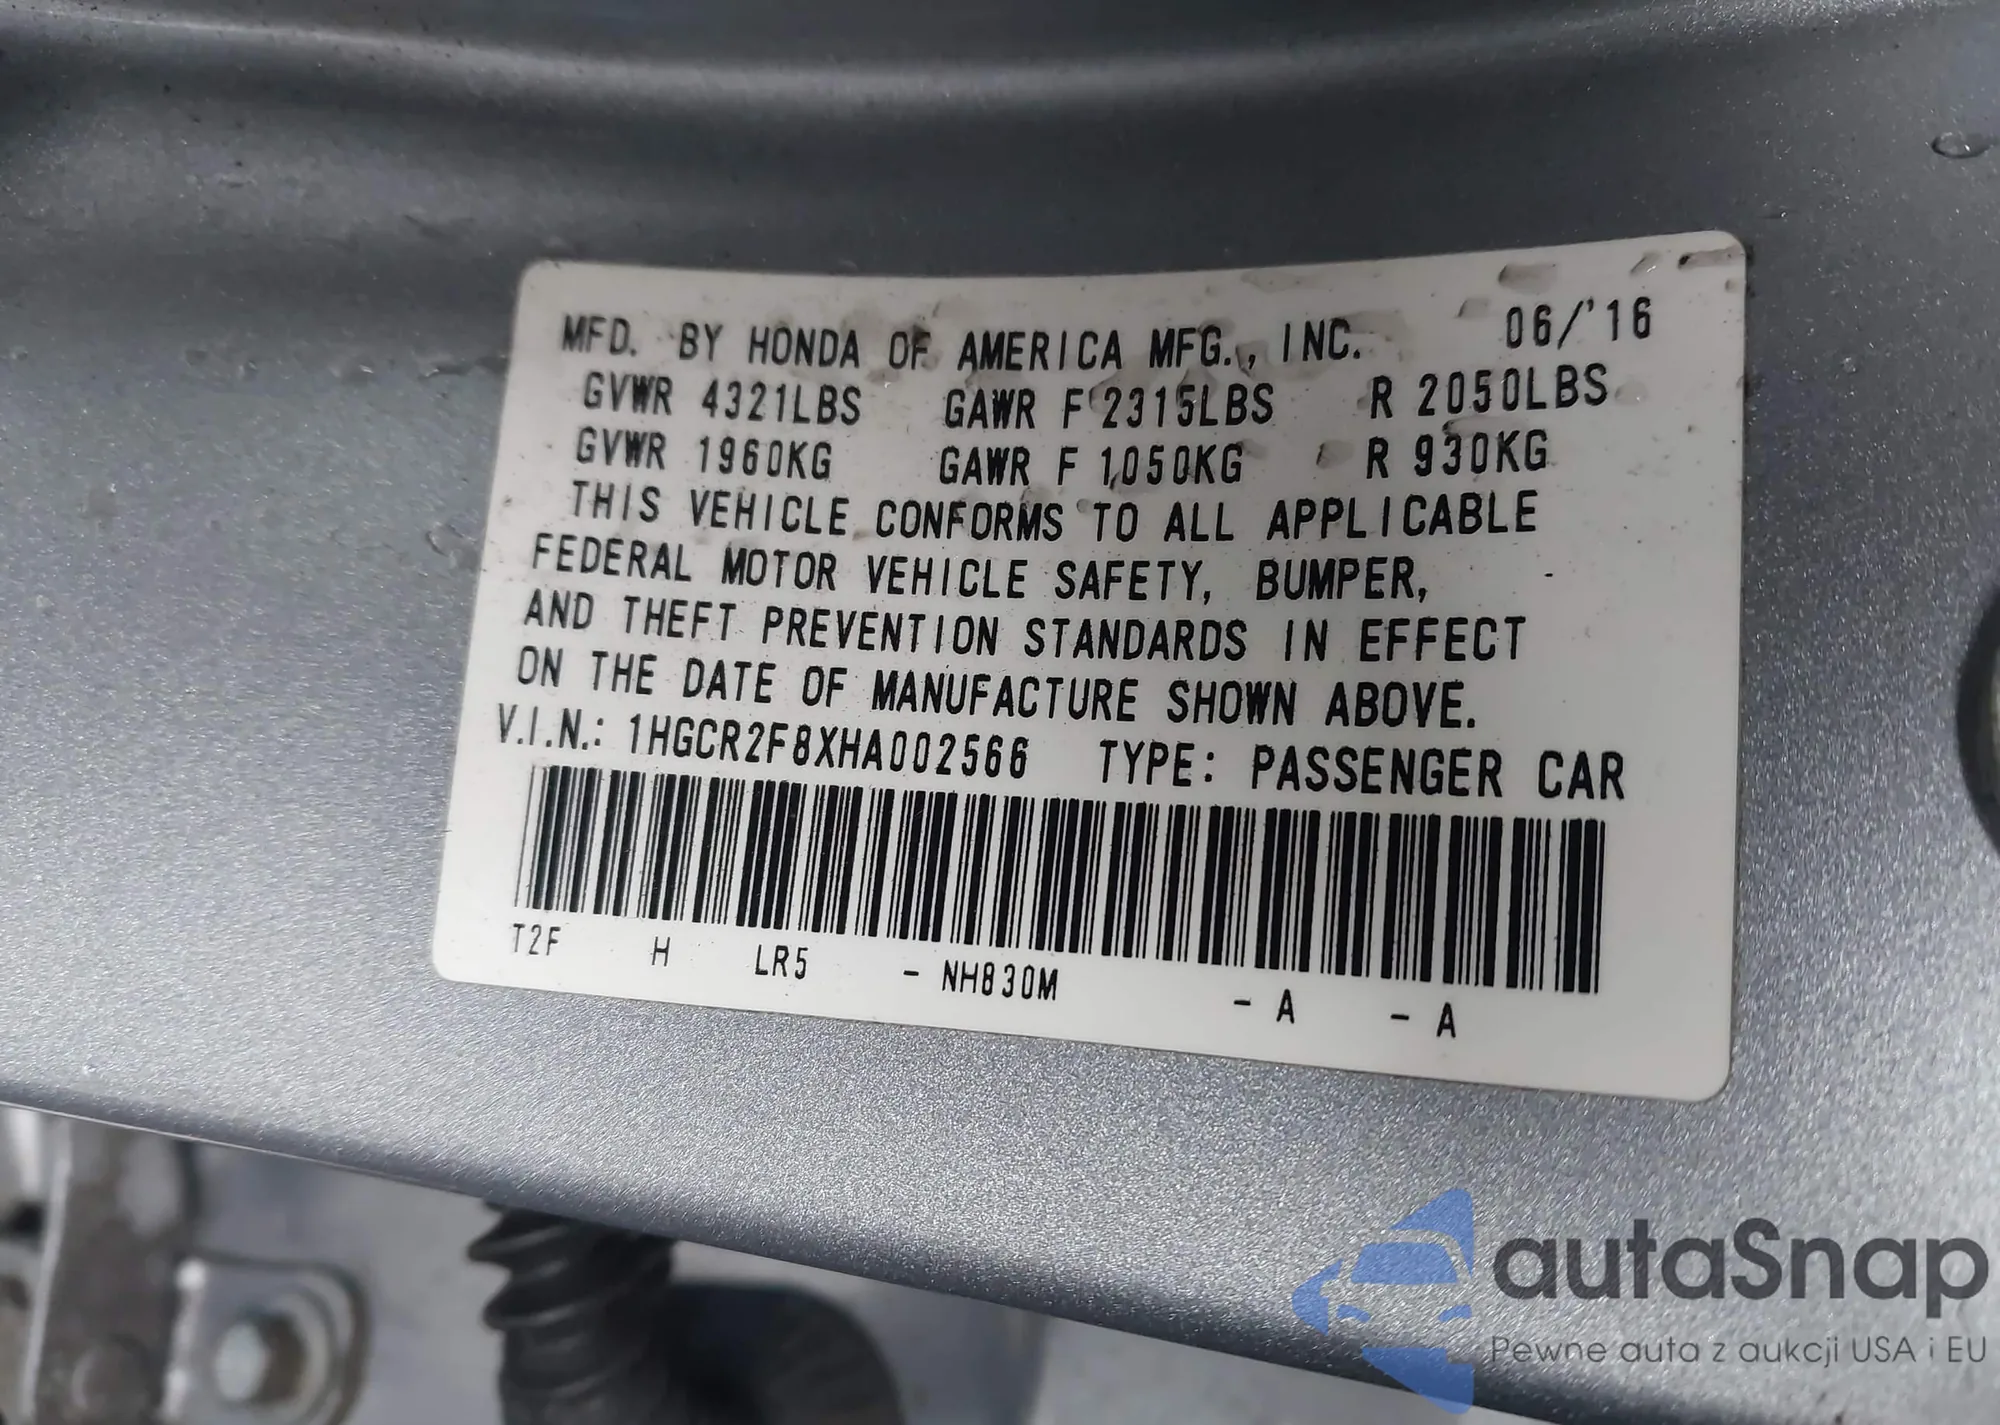 MFD. BY HONDA OF AMERICA MFG., INC. 06/'16
GVWR 4321LBS GAWR F 2315LBS R 2050LBS
GVWR 1960KG GAWR F 1050KG R 930KG
THIS VEHICLE CONFORMS TO ALL APPLICABLE
FEDERAL MOTOR VEHICLE SAFETY, BUMPER,
AND THEFT PREVENTION STANDARDS IN EFFECT
ON THE DATE OF MANUFACTURE SHOWN ABOVE.
V.I.N.: 1HGCR2F8XHA002566 TYPE: PASSENGER CAR
T2F H LR5 - NH830M - A - A
autaSnap
Pewne auta z aukcji USA i EU